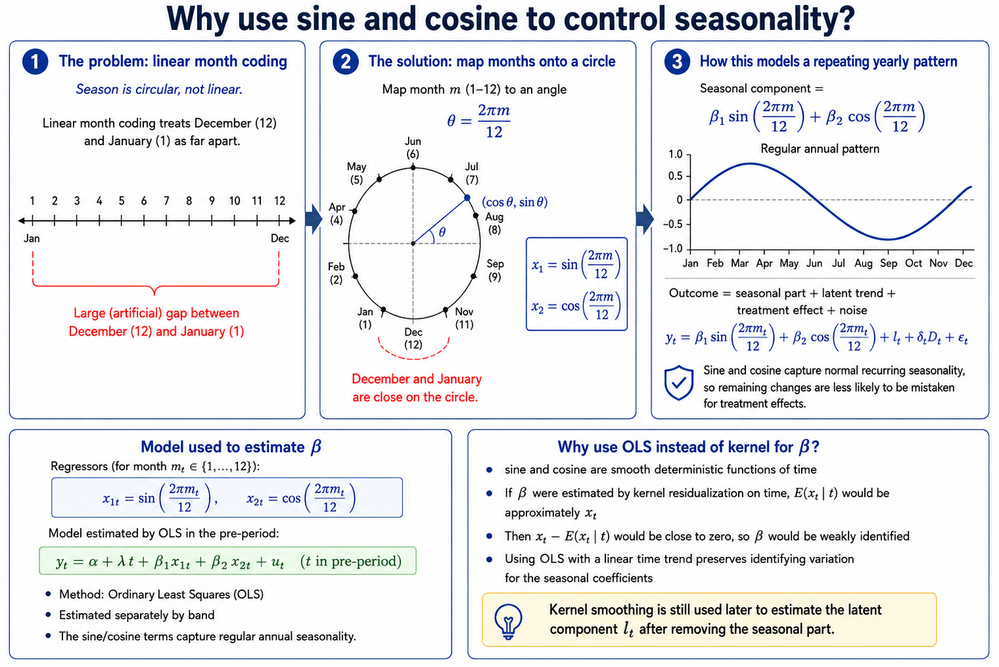 Why use sine and cosine to control seasonality?
1 The problem: linear month coding
Season is circular, not linear.
Linear month coding treats December (12)
and January (1) as far apart.
1 2 3 4 5 6 7 8 9 10 11 12
Jan Dec
Large (artificial) gap between
December (12) and January (1)
2 The solution: map months onto a circle
Map month m (1–12) to an angle
θ = 2πm/12
Jun
(6)
May
(5)
Jul
(7)
(cos θ, sin θ)
Apr
(4)
Aug
(8)
θ
Feb
(2)
Sep
(9)
Jan
(1)
Nov
(11)
Dec
(12)
x₁ = sin(2πm/12)
x₂ = cos(2πm/12)
December and January
are close on the circle.
3 How this models a repeating yearly pattern
Seasonal component =
β₁ sin(2πm/12) + β₂ cos(2πm/12)
Regular annual pattern
1.0
0.5
0
−0.5
−1.0
Jan Feb Mar Apr May Jun Jul Aug Sep Oct Nov Dec
Outcome = seasonal part + latent trend +
treatment effect + noise
yₜ = β₁ sin(2πmₜ/12) + β₂ cos(2πmₜ/12) + lₜ + δₜDₜ + ϵₜ
Sine and cosine capture normal recurring seasonality,
so remaining changes are less likely to be mistaken
for treatment effects.
Model used to estimate β
Regressors (for month mₜ ∈ {1,…,12}):
x₁ₜ = sin(2πmₜ/12), x₂ₜ = cos(2πmₜ/12)
Model estimated by OLS in the pre-period:
yₜ = α + λt + β₁x₁ₜ + β₂x₂ₜ + uₜ (t in pre-period)
• Method: Ordinary Least Squares (OLS)
• Estimated separately by band
• The sine/cosine terms capture regular annual seasonality.
Why use OLS instead of kernel for β?
• sine and cosine are smooth deterministic functions of time
• If β were estimated by kernel residualization on time, E(xₜ | t) would be
approximately xₜ
• Then xₜ − E(xₜ | t) would be close to zero, so β would be weakly identified
• Using OLS with a linear time trend preserves identifying variation
for the seasonal coefficients
Kernel smoothing is still used later to estimate the latent
component lₜ after removing the seasonal part.